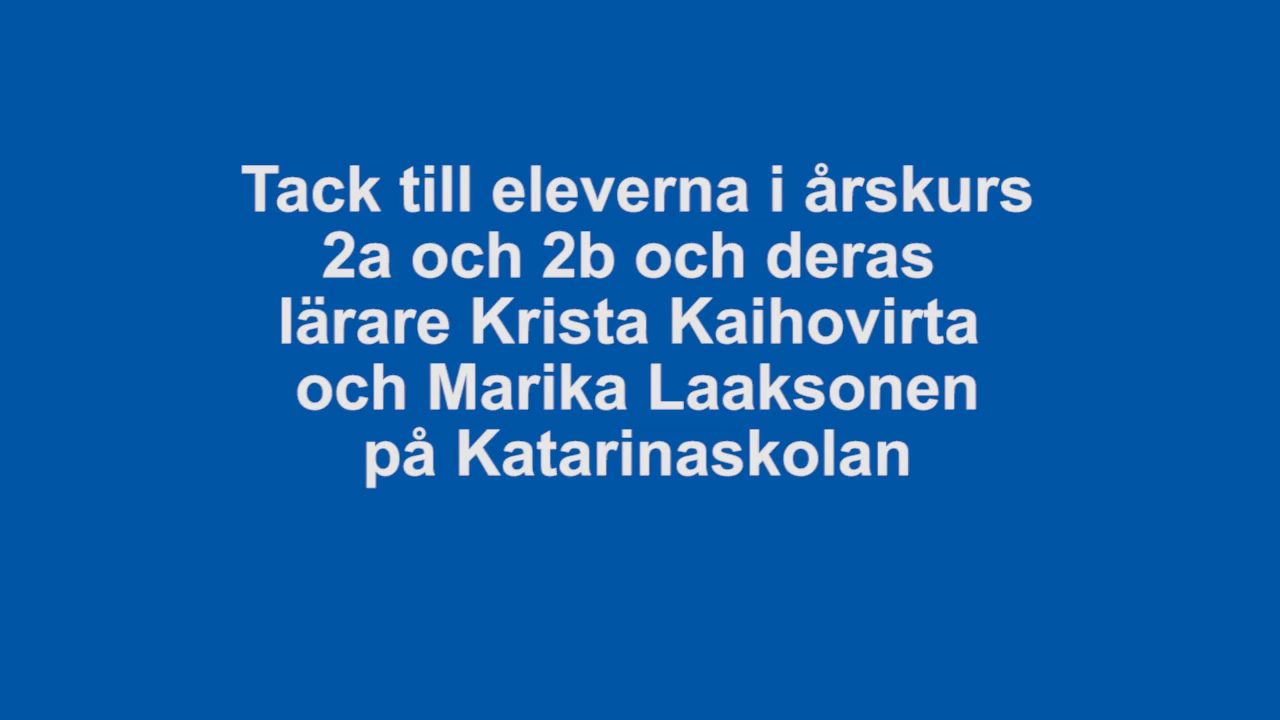 Tack till eleverna i årskurs
2a och 2b och deras
lärare Krista Kaihovirta
och Marika Laaksonen
på Katarinaskolan